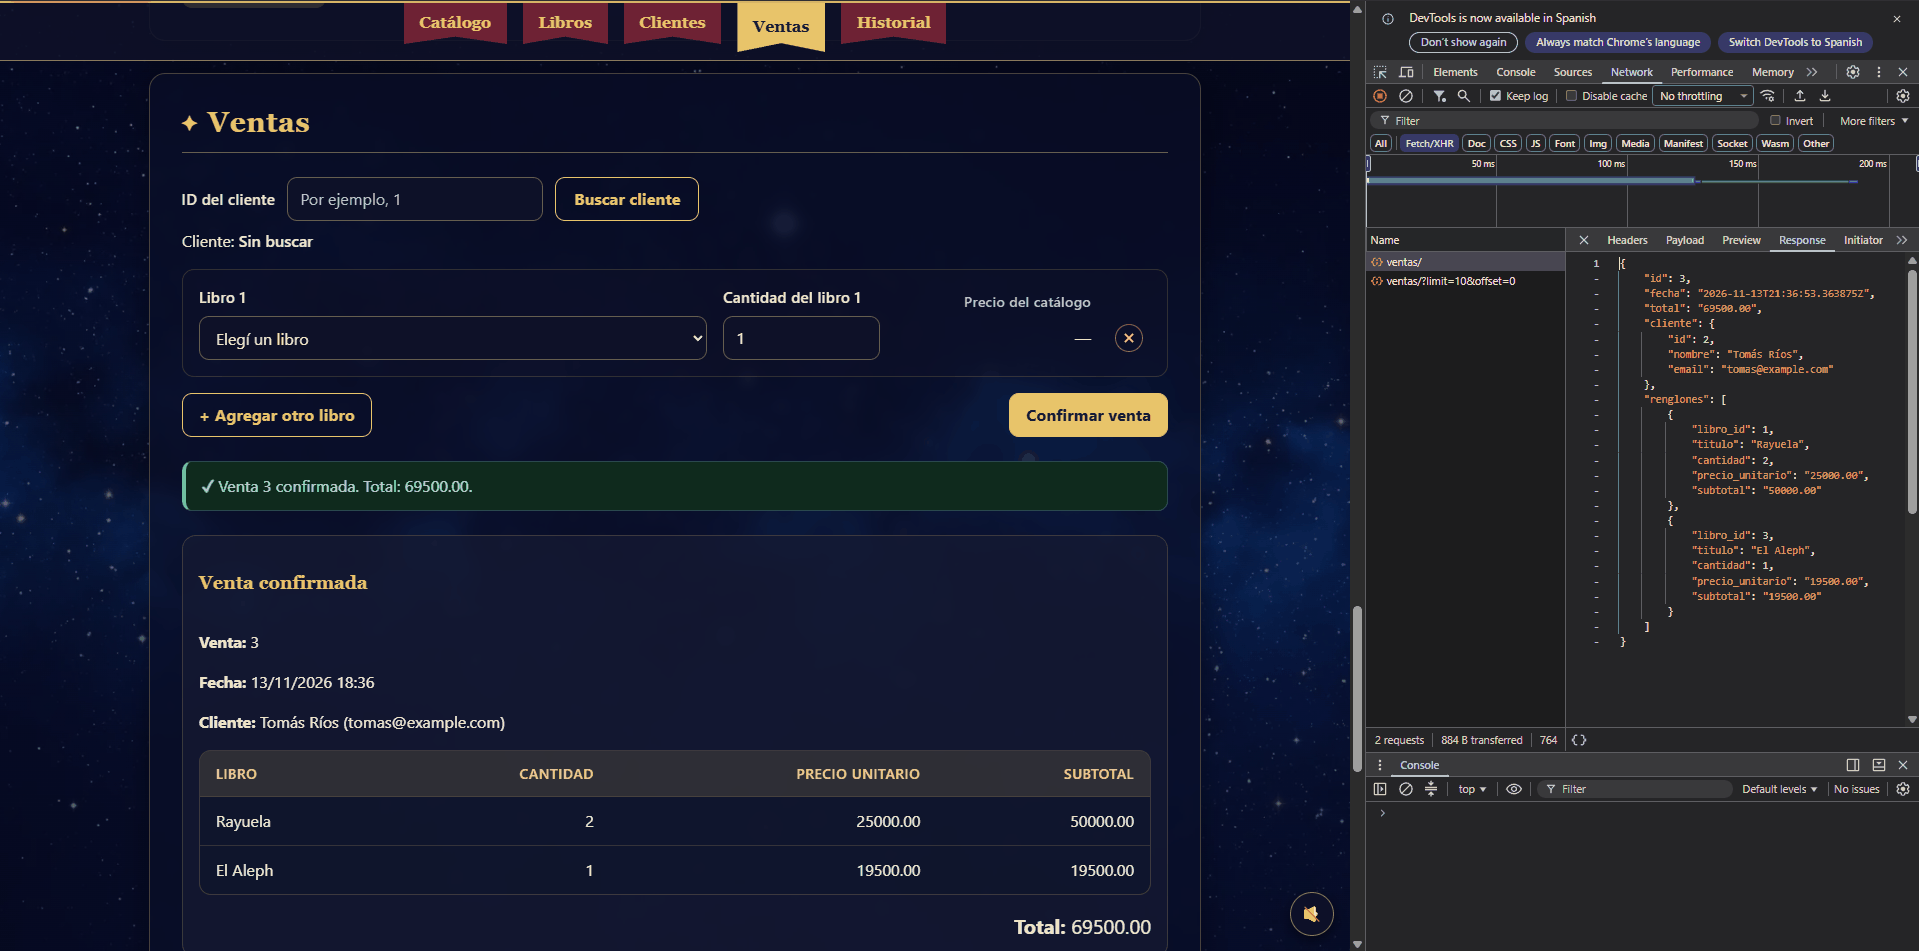 Catálogo
Libros
Clientes
Ventas
Historial
✦ Ventas
ID del cliente
Por ejemplo, 1
Buscar cliente
Cliente: Sin buscar
Libro 1
Cantidad del libro 1
Precio del catálogo
Elegí un libro
1
—
+ Agregar otro libro
Confirmar venta
✓ Venta 3 confirmada. Total: 69500.00.
Venta confirmada
Venta: 3
Fecha: 13/11/2026 18:36
Cliente: Tomás Ríos (tomas@example.com)
LIBRO CANTIDAD PRECIO UNITARIO SUBTOTAL
Rayuela 2 25000.00 50000.00
El Aleph 1 19500.00 19500.00
Total: 69500.00
DevTools is now available in Spanish
Don't show again
Always match Chrome's language
Switch DevTools to Spanish
Elements
Console
Sources
Network
Performance
Memory
Keep log
Disable cache
No throttling
Filter
Invert
More filters
All
Fetch/XHR
Doc
CSS
JS
Font
Img
Media
Manifest
Socket
Wasm
Other
50 ms
100 ms
150 ms
200 ms
Name
ventas/
ventas/?limit=10&offset=0
Headers
Payload
Preview
Response
Initiator
1 {
- "id": 3,
- "fecha": "2026-11-13T21:36:53.363875Z",
- "total": "69500.00",
- "cliente": {
- "id": 2,
- "nombre": "Tomás Ríos",
- "email": "tomas@example.com"
- },
- "renglones": [
- {
- "libro_id": 1,
- "titulo": "Rayuela",
- "cantidad": 2,
- "precio_unitario": "25000.00",
- "subtotal": "50000.00"
- },
- {
- "libro_id": 3,
- "titulo": "El Aleph",
- "cantidad": 1,
- "precio_unitario": "19500.00",
- "subtotal": "19500.00"
- }
- ]
- }
2 requests
884 B transferred
764
{}
Console
top
Filter
Default levels
No issues